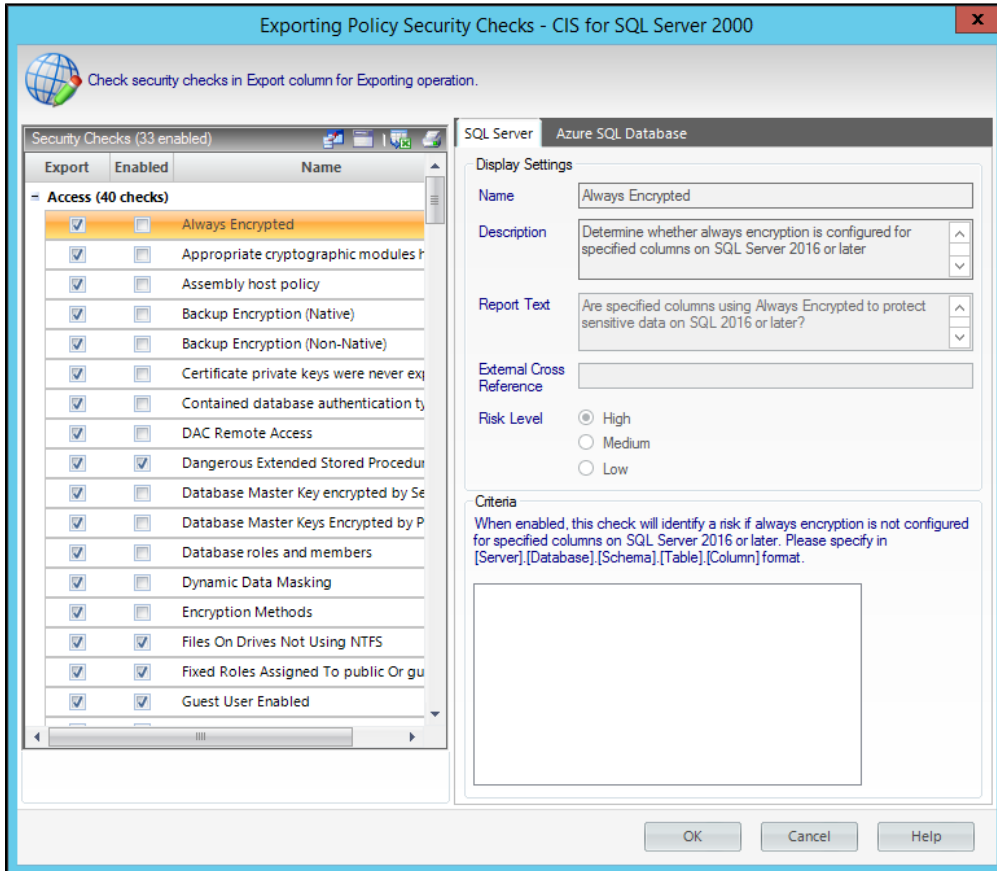 Exporting Policy Security Checks - CIS for SQL Server 2000
x
Check security checks in Export column for Exporting operation.
Security Checks (33 enabled)
Export Enabled Name
Access (40 checks)
Always Encrypted
Appropriate cryptographic modules h
Assembly host policy
Backup Encryption (Native)
Backup Encryption (Non-Native)
Certificate private keys were never exp
Contained database authentication ty
DAC Remote Access
Dangerous Extended Stored Procedur
Database Master Key encrypted by Se
Database Master Keys Encrypted by P
Database roles and members
Dynamic Data Masking
Encryption Methods
Files On Drives Not Using NTFS
Fixed Roles Assigned To public Or gu
Guest User Enabled
SQL Server Azure SQL Database
Display Settings
Name Always Encrypted
Description Determine whether always encryption is configured for
specified columns on SQL Server 2016 or later
Report Text Are specified columns using Always Encrypted to protect
sensitive data on SQL 2016 or later?
External Cross
Reference
Risk Level High
Medium
Low
Criteria
When enabled, this check will identify a risk if always encryption is not configured
for specified columns on SQL Server 2016 or later. Please specify in
[Server].[Database].[Schema].[Table].[Column] format.
OK Cancel Help